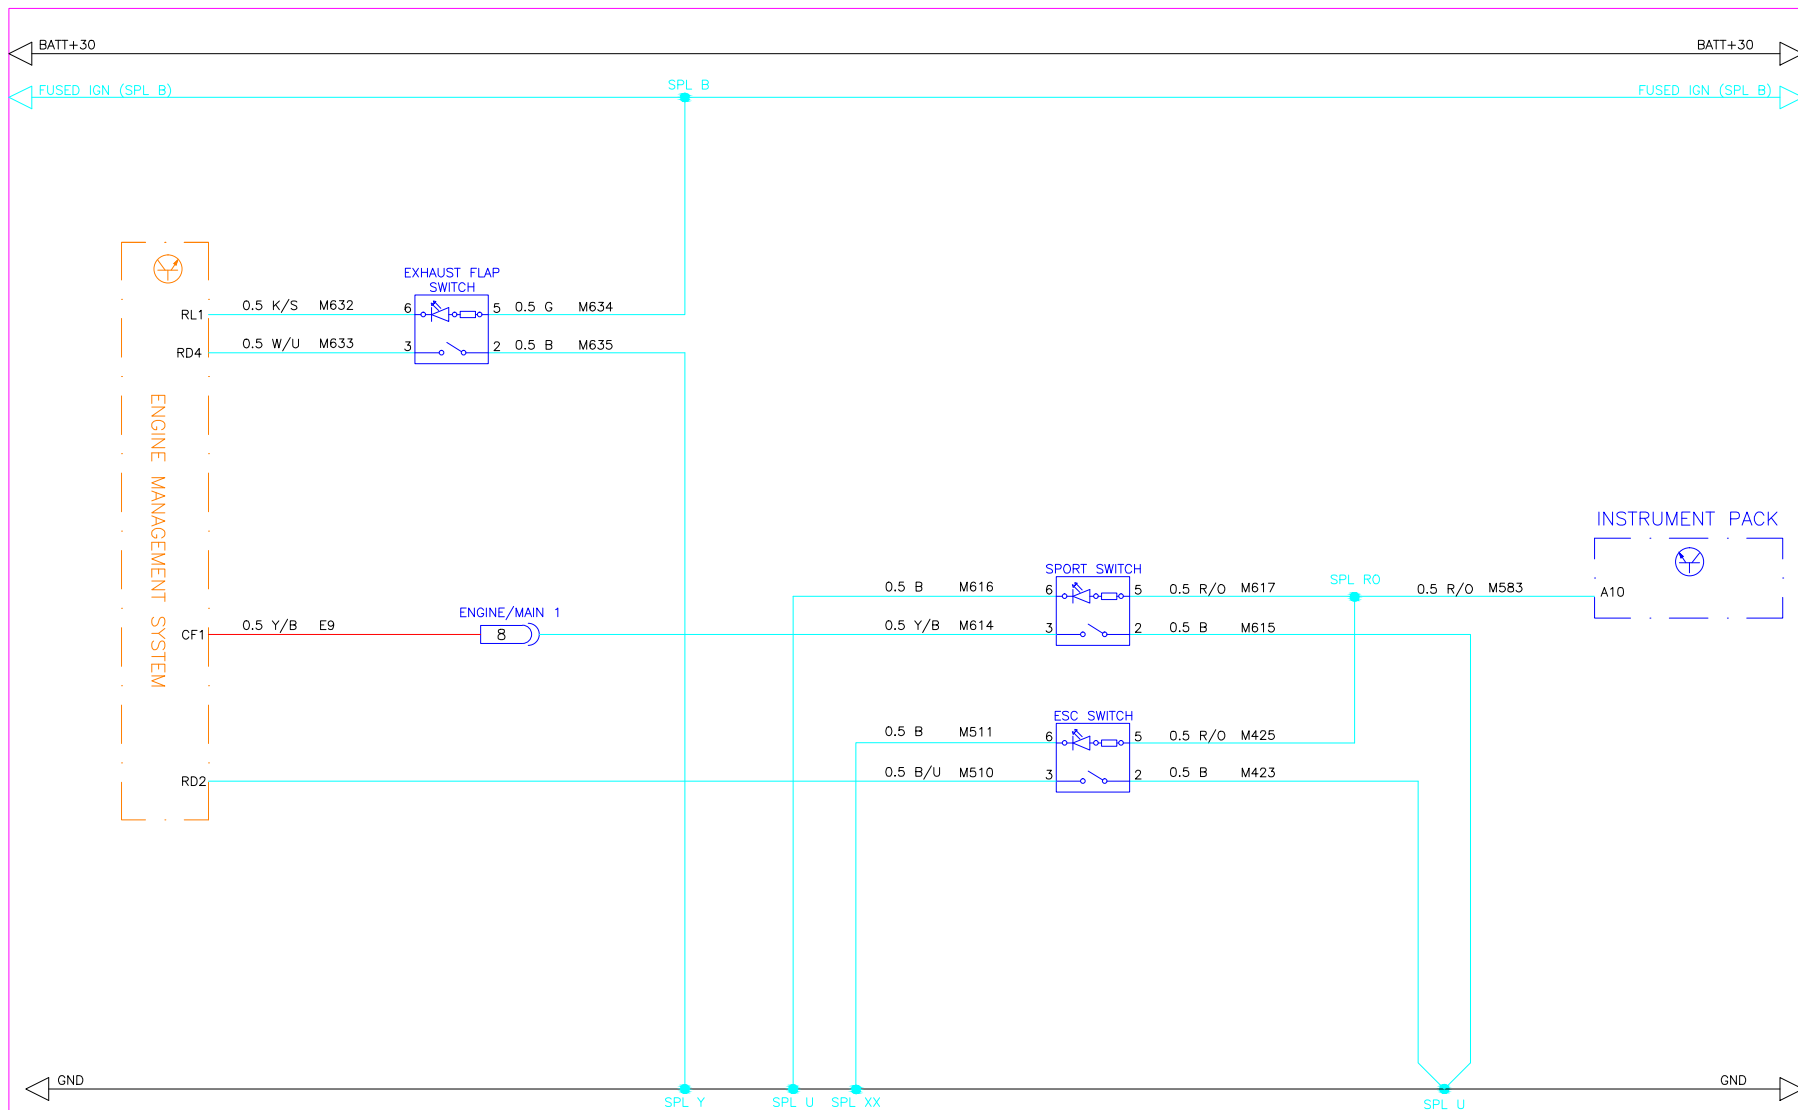 BATT+30 BATT+30
FUSED IGN (SPL B) SPL B FUSED IGN (SPL B)
EXHAUST FLAP
SWITCH
RL1 0.5 K/S M632 6 5 0.5 G M634
RD4 0.5 W/U M633 3 2 0.5 B M635
ENGINE MANAGEMENT SYSTEM
INSTRUMENT PACK
SPORT SWITCH
0.5 B M616 6 5 0.5 R/O M617 SPL RO 0.5 R/O M583 A10
ENGINE/MAIN 1
CF1 0.5 Y/B E9 8 0.5 Y/B M614 3 2 0.5 B M615
ESC SWITCH
0.5 B M511 6 5 0.5 R/O M425
RD2 0.5 B/U M510 3 2 0.5 B M423
GND GND
SPL Y SPL U SPL XX SPL U